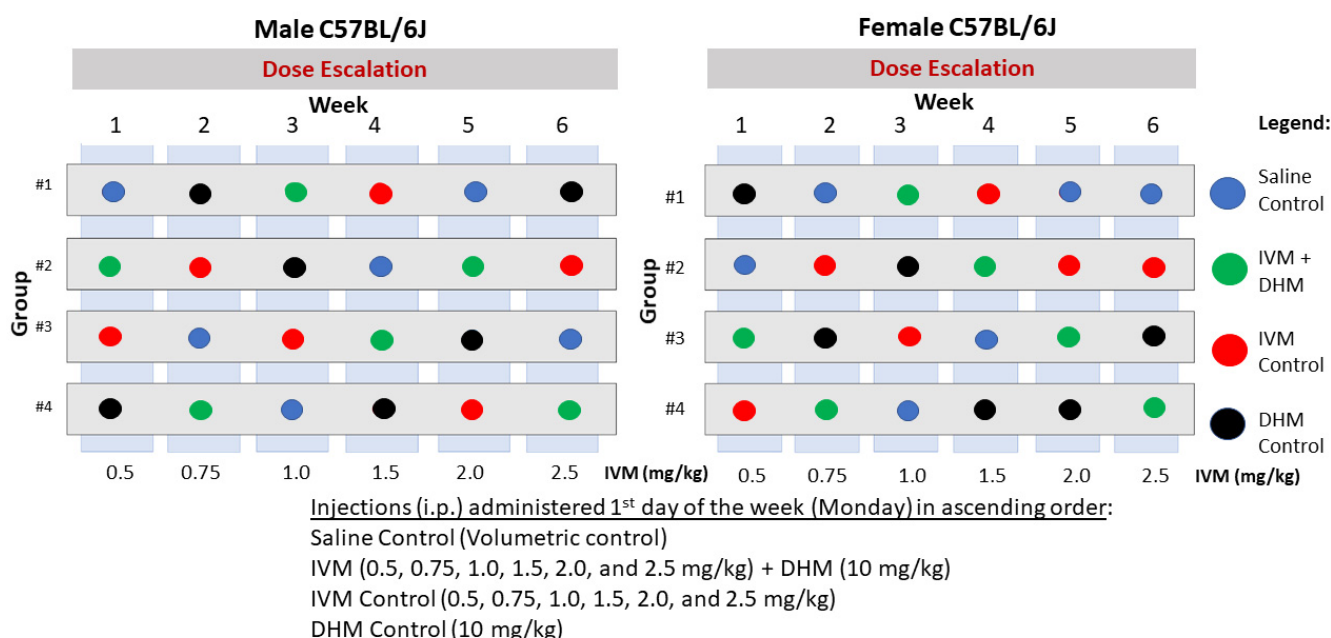 Male C57BL/6J
Female C57BL/6J
Dose Escalation
Dose Escalation
Week
Week
1 2 3 4 5 6
1 2 3 4 5 6
Legend:
Group
#1
#2
#3
#4
Group
#1
#2
#3
#4
Saline
Control
IVM +
DHM
IVM
Control
DHM
Control
0.5 0.75 1.0 1.5 2.0 2.5 IVM (mg/kg)
0.5 0.75 1.0 1.5 2.0 2.5 IVM (mg/kg)
Injections (i.p.) administered 1st day of the week (Monday) in ascending order:
Saline Control (Volumetric control)
IVM (0.5, 0.75, 1.0, 1.5, 2.0, and 2.5 mg/kg) + DHM (10 mg/kg)
IVM Control (0.5, 0.75, 1.0, 1.5, 2.0, and 2.5 mg/kg)
DHM Control (10 mg/kg)